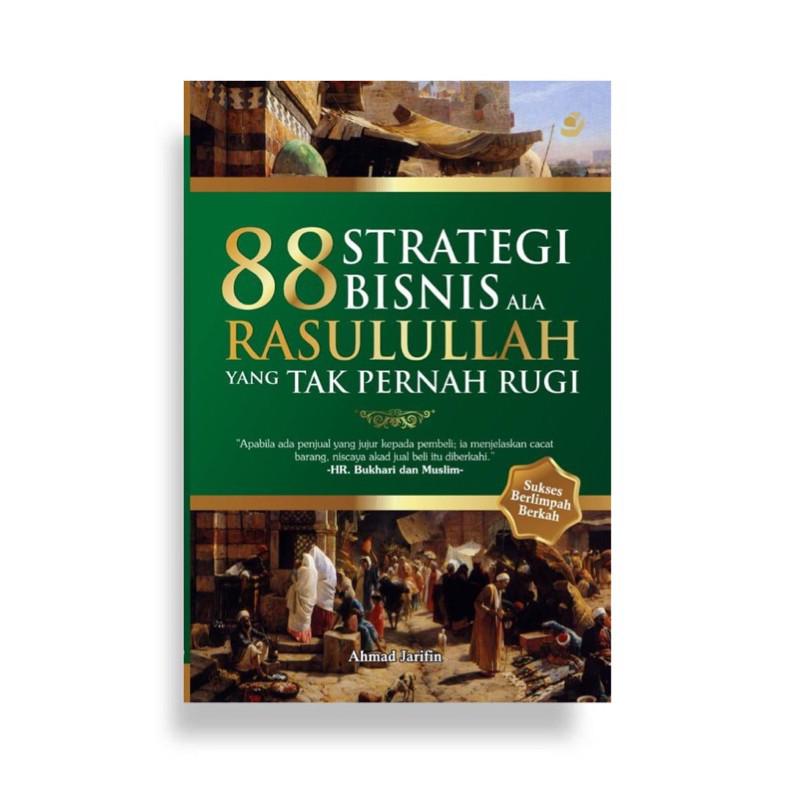 88 STRATEGI
BISNIS ALA
RASULULLAH
YANG TAK PERNAH RUGI
"Apabila ada penjual yang jujur kepada pembeli; ia menjelaskan cacat
barang, niscaya akad jual beli itu diberkahi."
-HR. Bukhari dan Muslim-
Sukses
Berlimpah
Berkah
Ahmad Jarifin